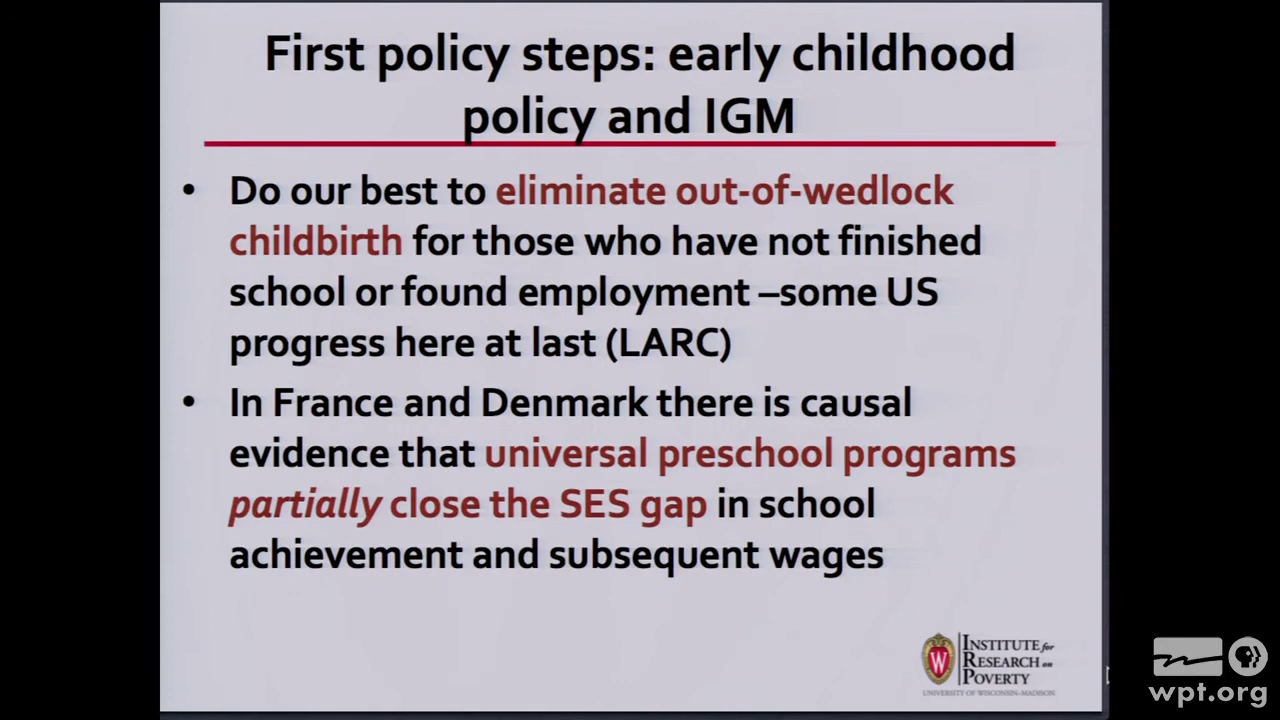 First policy steps: early childhood
policy and IGM
• Do our best to eliminate out-of-wedlock
childbirth for those who have not finished
school or found employment –some US
progress here at last (LARC)
• In France and Denmark there is causal
evidence that universal preschool programs
partially close the SES gap in school
achievement and subsequent wages
W
INSTITUTE for
RESEARCH on
POVERTY
UNIVERSITY OF WISCONSIN–MADISON
wpt.org